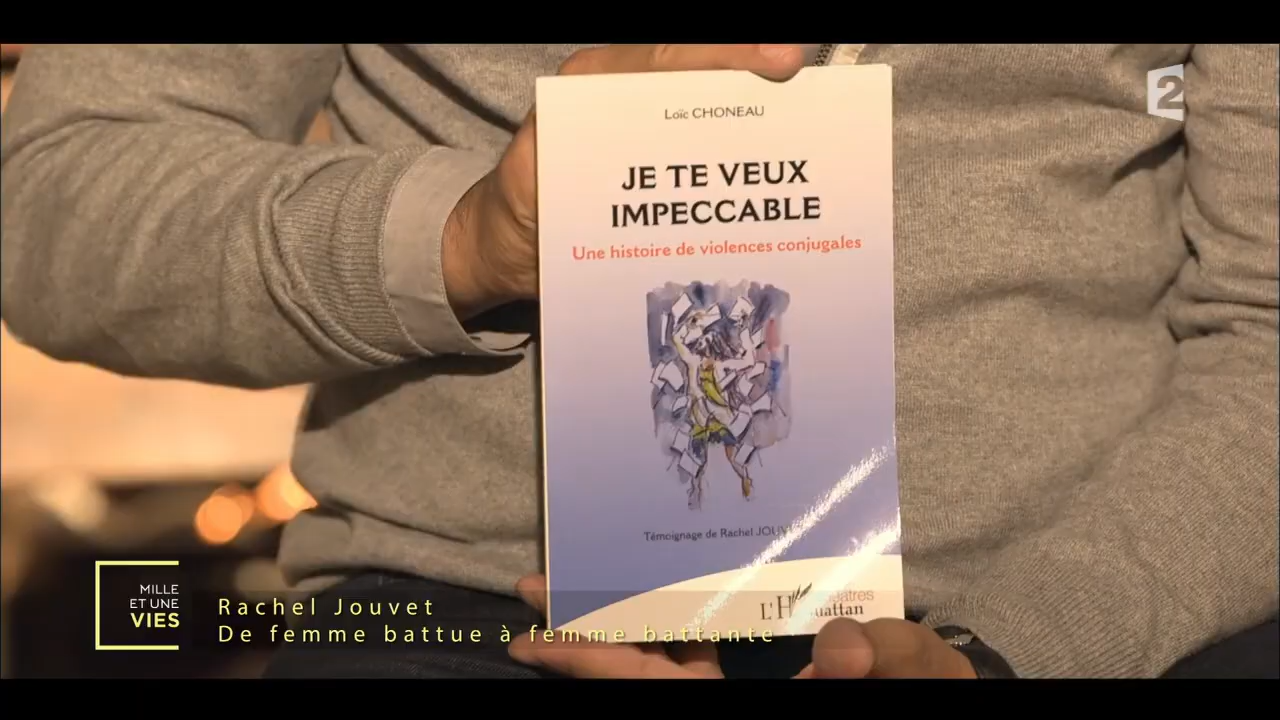 2
Loïc CHONEAU
JE TE VEUX
IMPECCABLE
Une histoire de violences conjugales
Témoignage de Rachel
L'H
MILLE
ET UNE
VIES
Rachel Jouvet
De femme battue à femme battante